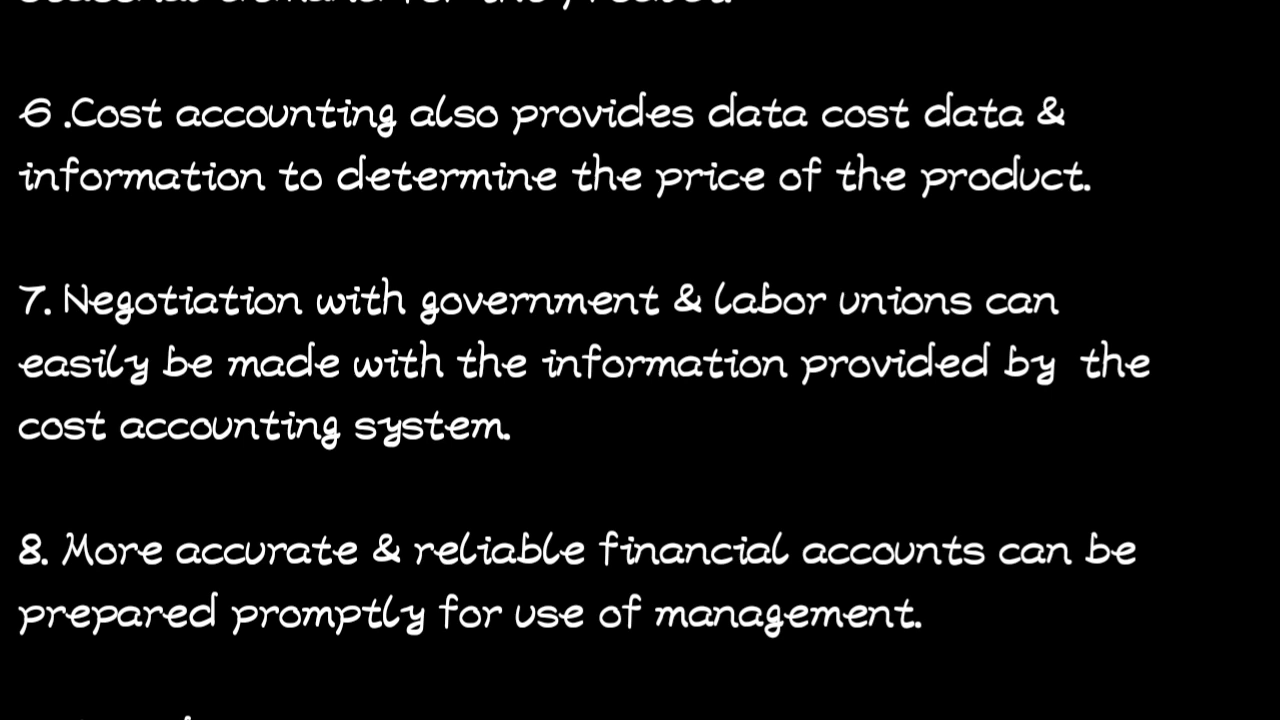 6 .Cost accounting also provides data cost data &
information to determine the price of the product.
7. Negotiation with government & labor unions can
easily be made with the information provided by the
cost accounting system.
8. More accurate & reliable financial accounts can be
prepared promptly for use of management.